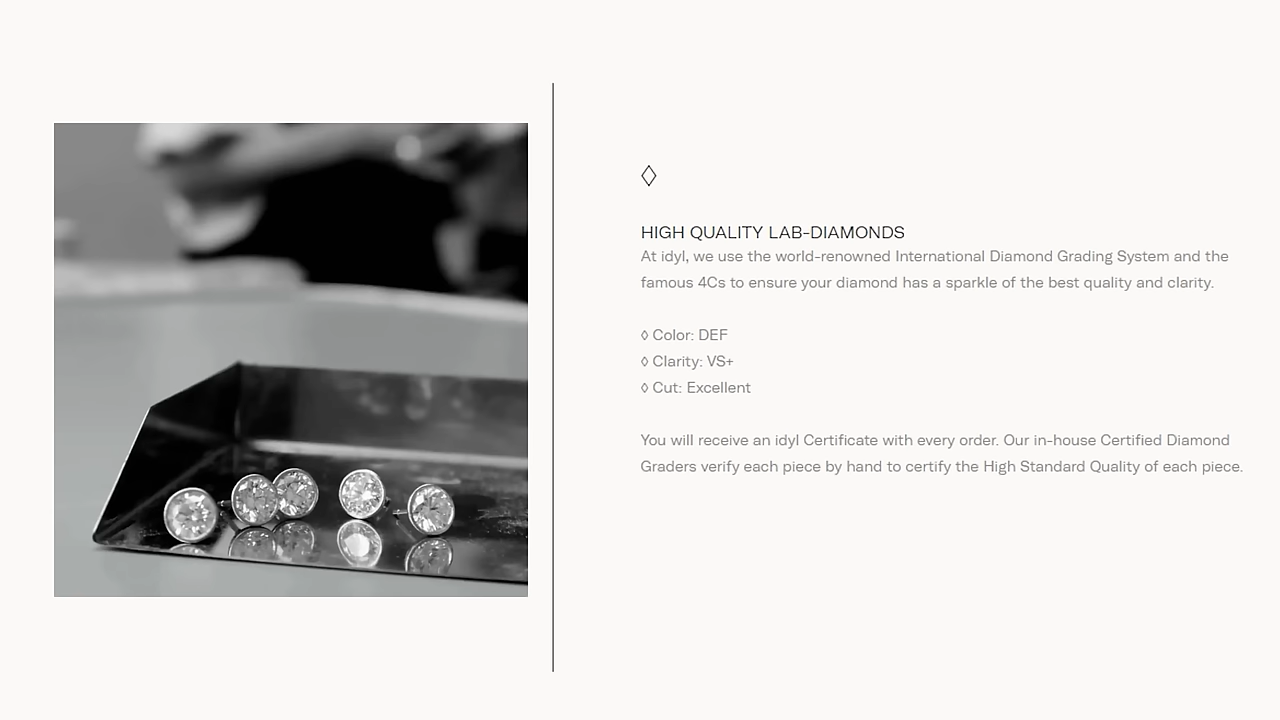 ◊
HIGH QUALITY LAB-DIAMONDS
At idyl, we use the world-renowned International Diamond Grading System and the
famous 4Cs to ensure your diamond has a sparkle of the best quality and clarity.
◊ Color: DEF
◊ Clarity: VS+
◊ Cut: Excellent
You will receive an idyl Certificate with every order. Our in-house Certified Diamond
Graders verify each piece by hand to certify the High Standard Quality of each piece.